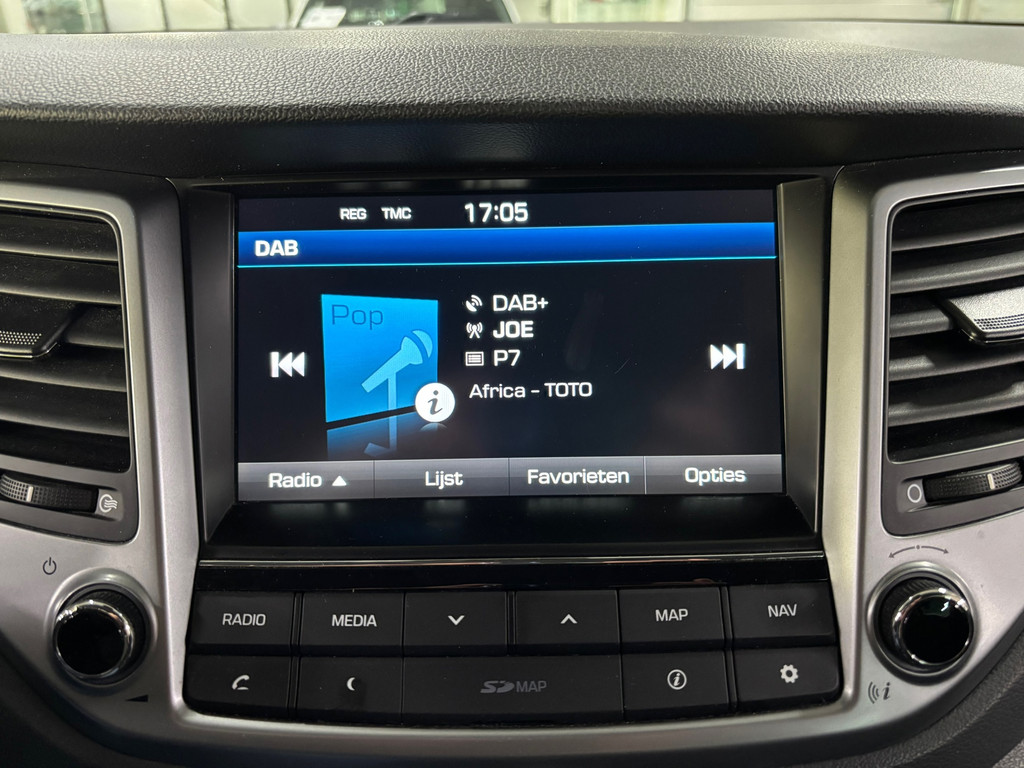 REG TMC 17:05
DAB
Pop
DAB+
JOE
P7
Africa - TOTO
Radio Lijst Favorieten Opties
RADIO MEDIA MAP NAV
SD MAP